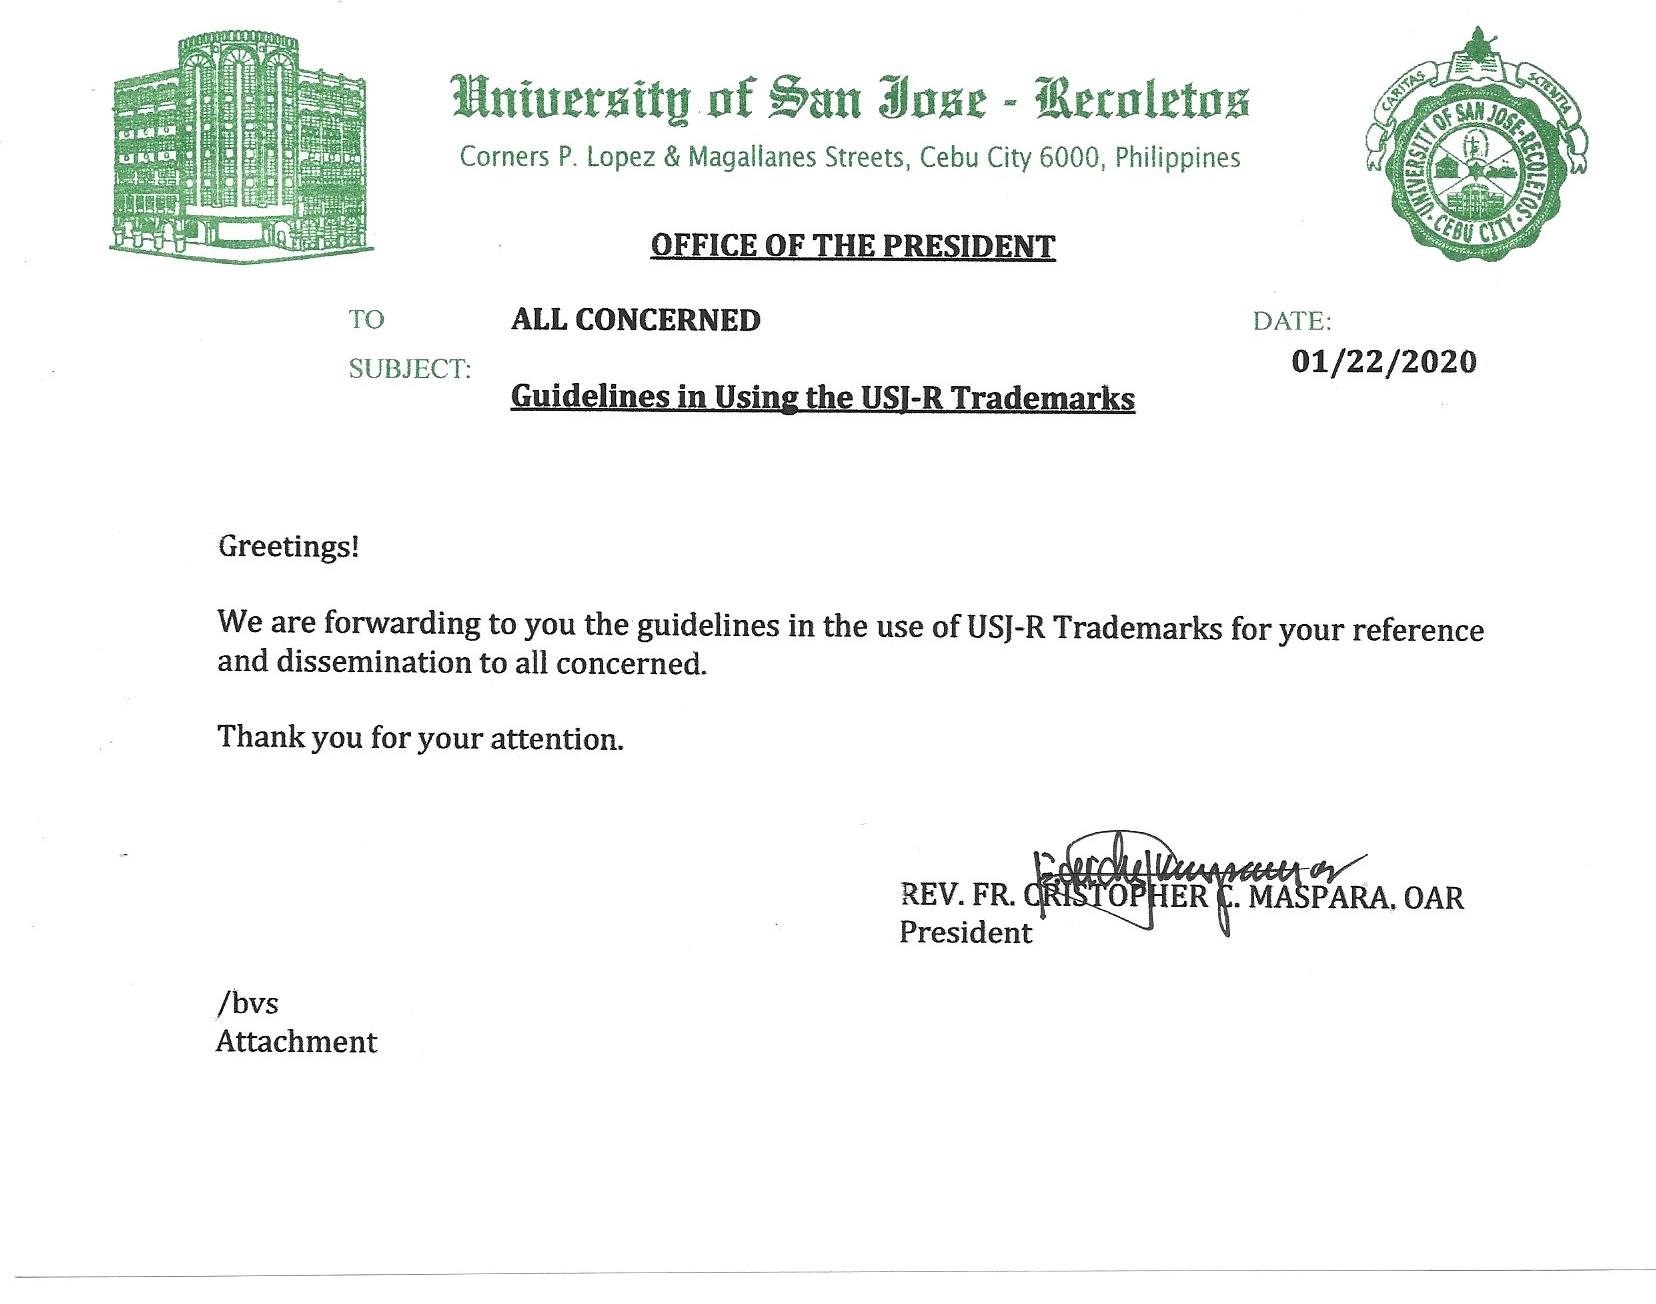 University of San Jose - Recoletos
Corners P. Lopez & Magallanes Streets, Cebu City 6000, Philippines
CARITAS SCIENTIA
UNIVERSITY OF SAN JOSE-RECOLETOS
CEBU CITY
OFFICE OF THE PRESIDENT
TO ALL CONCERNED DATE:
01/22/2020
SUBJECT:
Guidelines in Using the USJ-R Trademarks
Greetings!
We are forwarding to you the guidelines in the use of USJ-R Trademarks for your reference
and dissemination to all concerned.
Thank you for your attention.
REV. FR. CRISTOPHER C. MASPARA, OAR
President
/bvs
Attachment